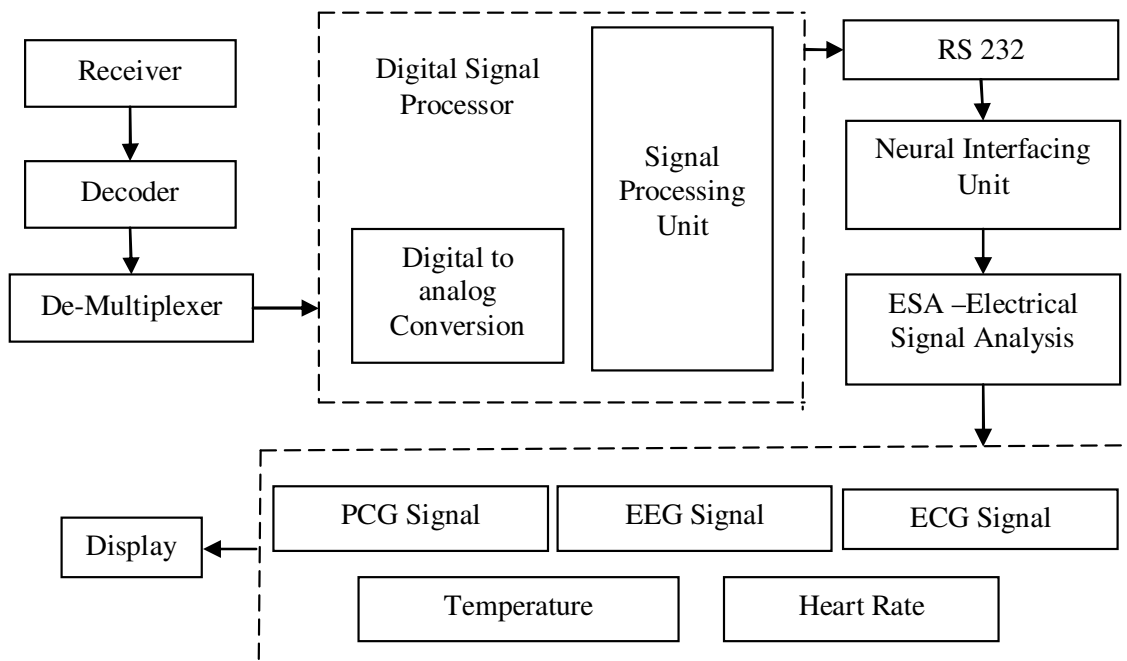 Receiver
Decoder
De-Multiplexer
Digital Signal
Processor
Digital to
analog
Conversion
Signal
Processing
Unit
RS 232
Neural Interfacing
Unit
ESA –Electrical
Signal Analysis
PCG Signal
EEG Signal
ECG Signal
Temperature
Heart Rate
Display